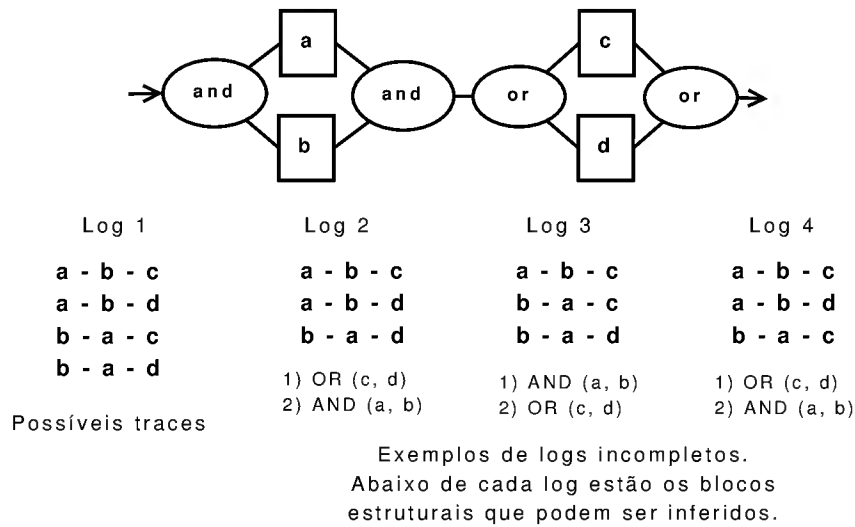 a
c
and
and
or
or
b
d
Log 1
a - b - c
a - b - d
b - a - c
b - a - d
Possíveis traces
Log 2
a - b - c
a - b - d
b - a - d
1) OR (c, d)
2) AND (a, b)
Log 3
a - b - c
b - a - c
b - a - d
1) AND (a, b)
2) OR (c, d)
Log 4
a - b - c
a - b - d
b - a - c
1) OR (c, d)
2) AND (a, b)
Exemplos de logs incompletos.
Abaixo de cada log estão os blocos
estruturais que podem ser inferidos.